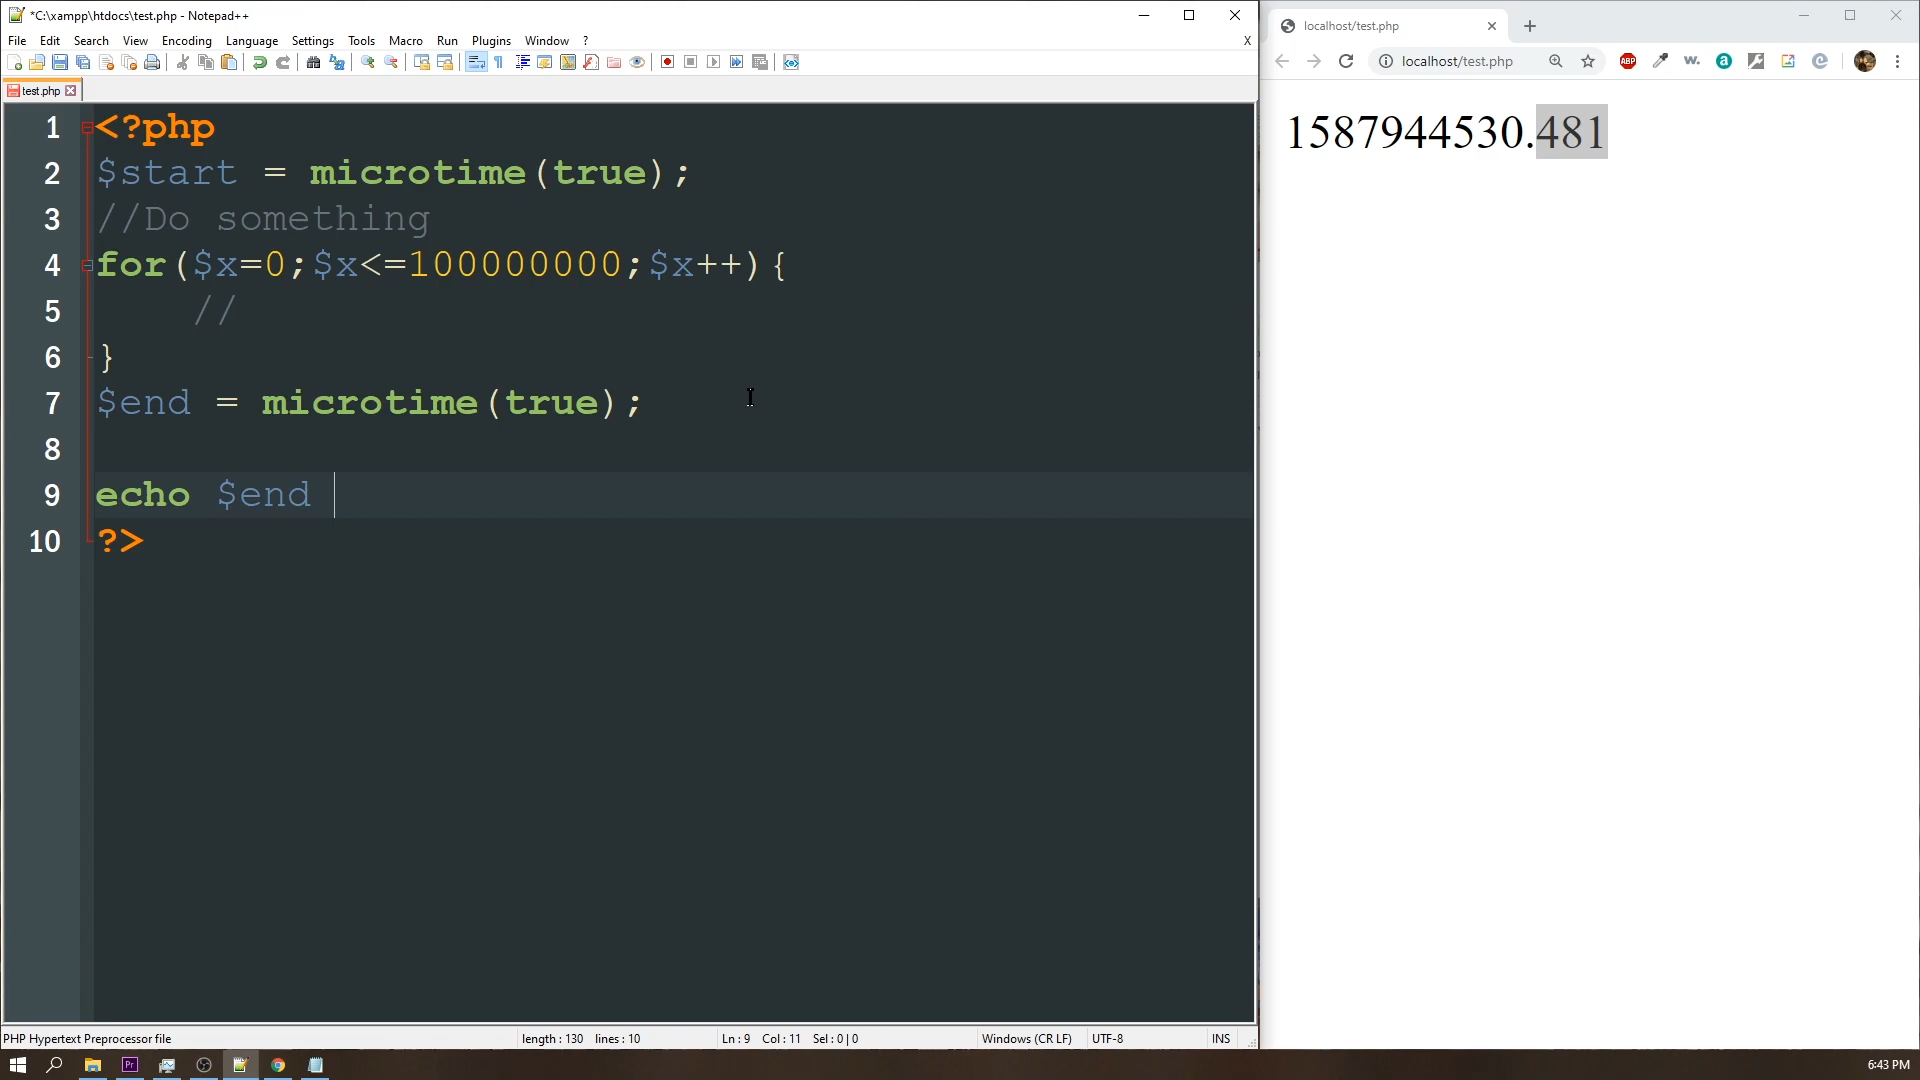 *C:\xampp\htdocs\test.php - Notepad++
File Edit Search View Encoding Language Settings Tools Macro Run Plugins Window ? X
test.php
1 <?php
2 $start = microtime(true);
3 //Do something
4 for($x=0;$x<=100000000;$x++){
5 //
6 }
7 $end = microtime(true);
8
9 echo $end
10 ?>
PHP Hypertext Preprocessor file length : 130 lines : 10 Ln : 9 Col : 11 Sel : 0 | 0 Windows (CR LF) UTF-8 INS
localhost/test.php
localhost/test.php
ABP w. a
1587944530.481
Pr
6:43 PM